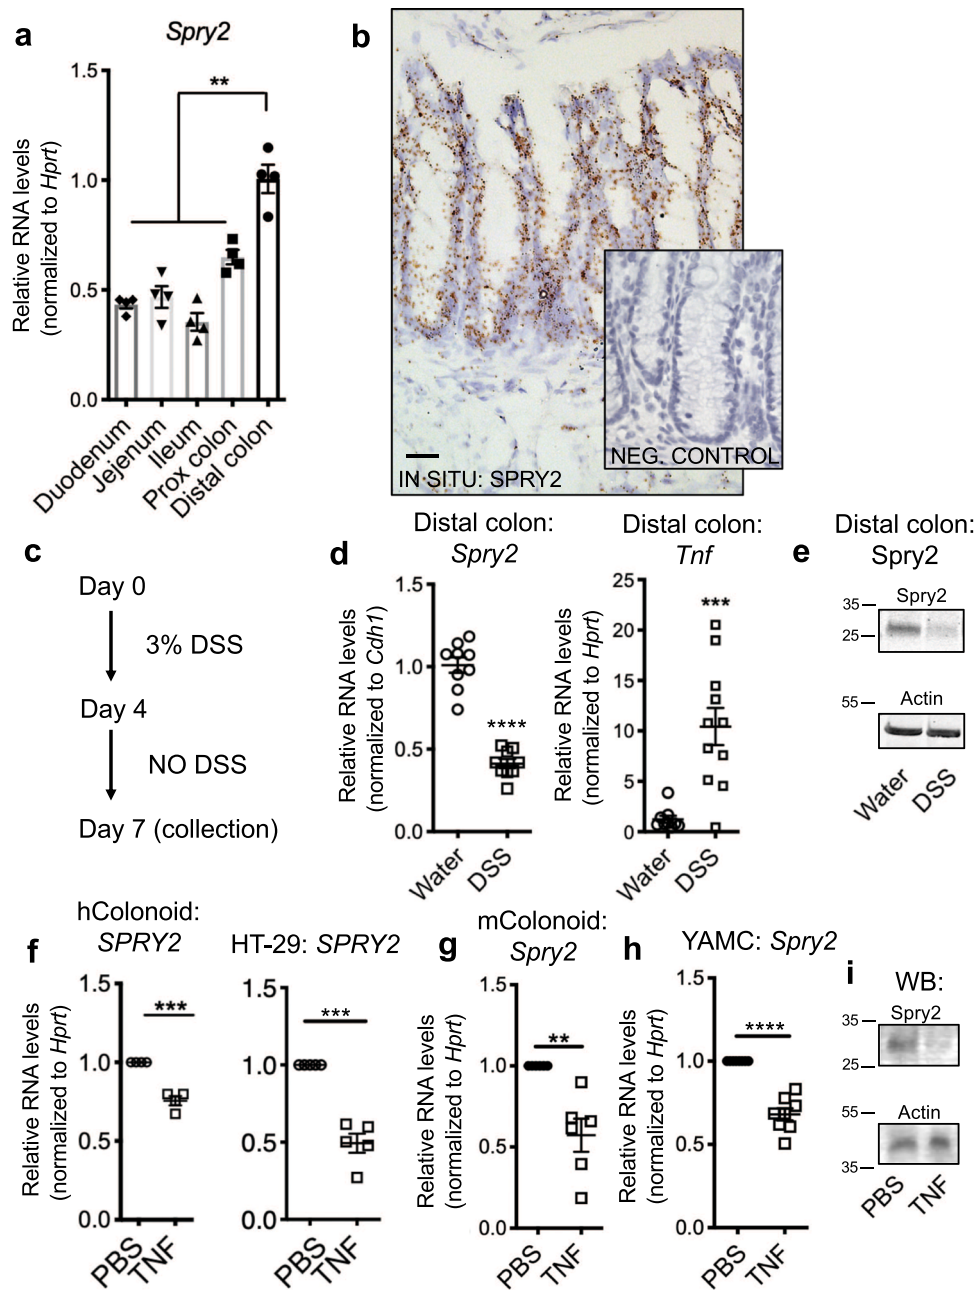 a
Spry2
Relative RNA levels
(normalized to Hprt)
1.5
1.0
0.5
0.0
**
Duodenum
Jejenum
Ileum
Prox colon
Distal colon
b
IN SITU: SPRY2
NEG. CONTROL
c
Day 0
3% DSS
Day 4
NO DSS
Day 7 (collection)
d
Distal colon:
Spry2
Relative RNA levels
(normalized to Cdh1)
1.5
1.0
0.5
0.0
****
Water
DSS
Distal colon:
Tnf
Relative RNA levels
(normalized to Hprt)
25
20
15
10
5
0
***
Water
DSS
e
Distal colon:
Spry2
Spry2
35
25
Actin
55
Water
DSS
f
hColonoid:
SPRY2
Relative RNA levels
(normalized to Hprt)
1.5
1.0
0.5
0.0
***
PBS
TNF
HT-29: SPRY2
1.5
1.0
0.5
0.0
***
PBS
TNF
g
mColonoid:
Spry2
Relative RNA levels
(normalized to Hprt)
1.5
1.0
0.5
0.0
**
PBS
TNF
h
YAMC: Spry2
Relative RNA levels
(normalized to Hprt)
1.5
1.0
0.5
0.0
****
PBS
TNF
i
WB:
Spry2
35
25
Actin
55
35
PBS
TNF